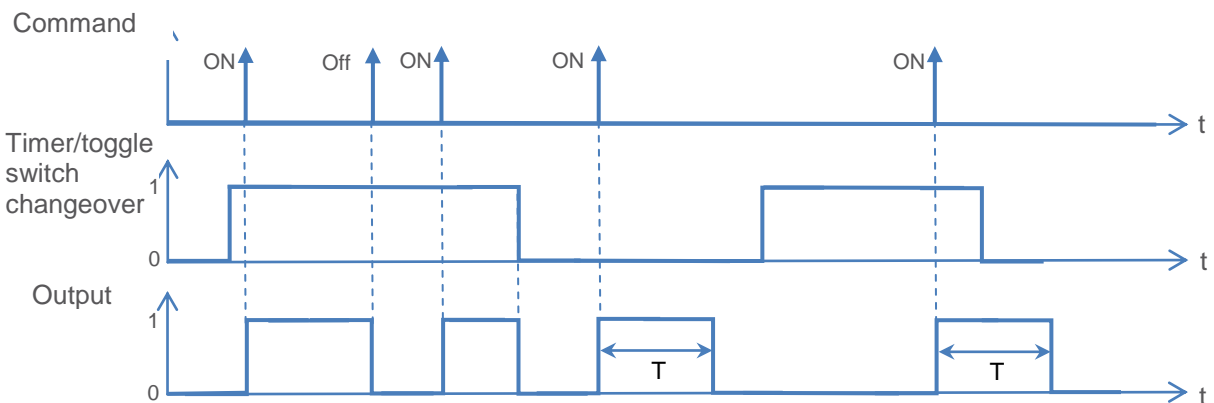 Command
ON Off ON ON ON
t
Timer/toggle
switch
changeover
1
0
t
Output
1
T T
0
t